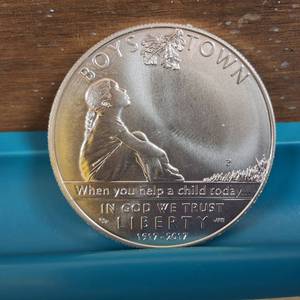 BOYS TOWN
P
When you help a child today...
IN GOD WE TRUST
LIBERTY
1917-2017